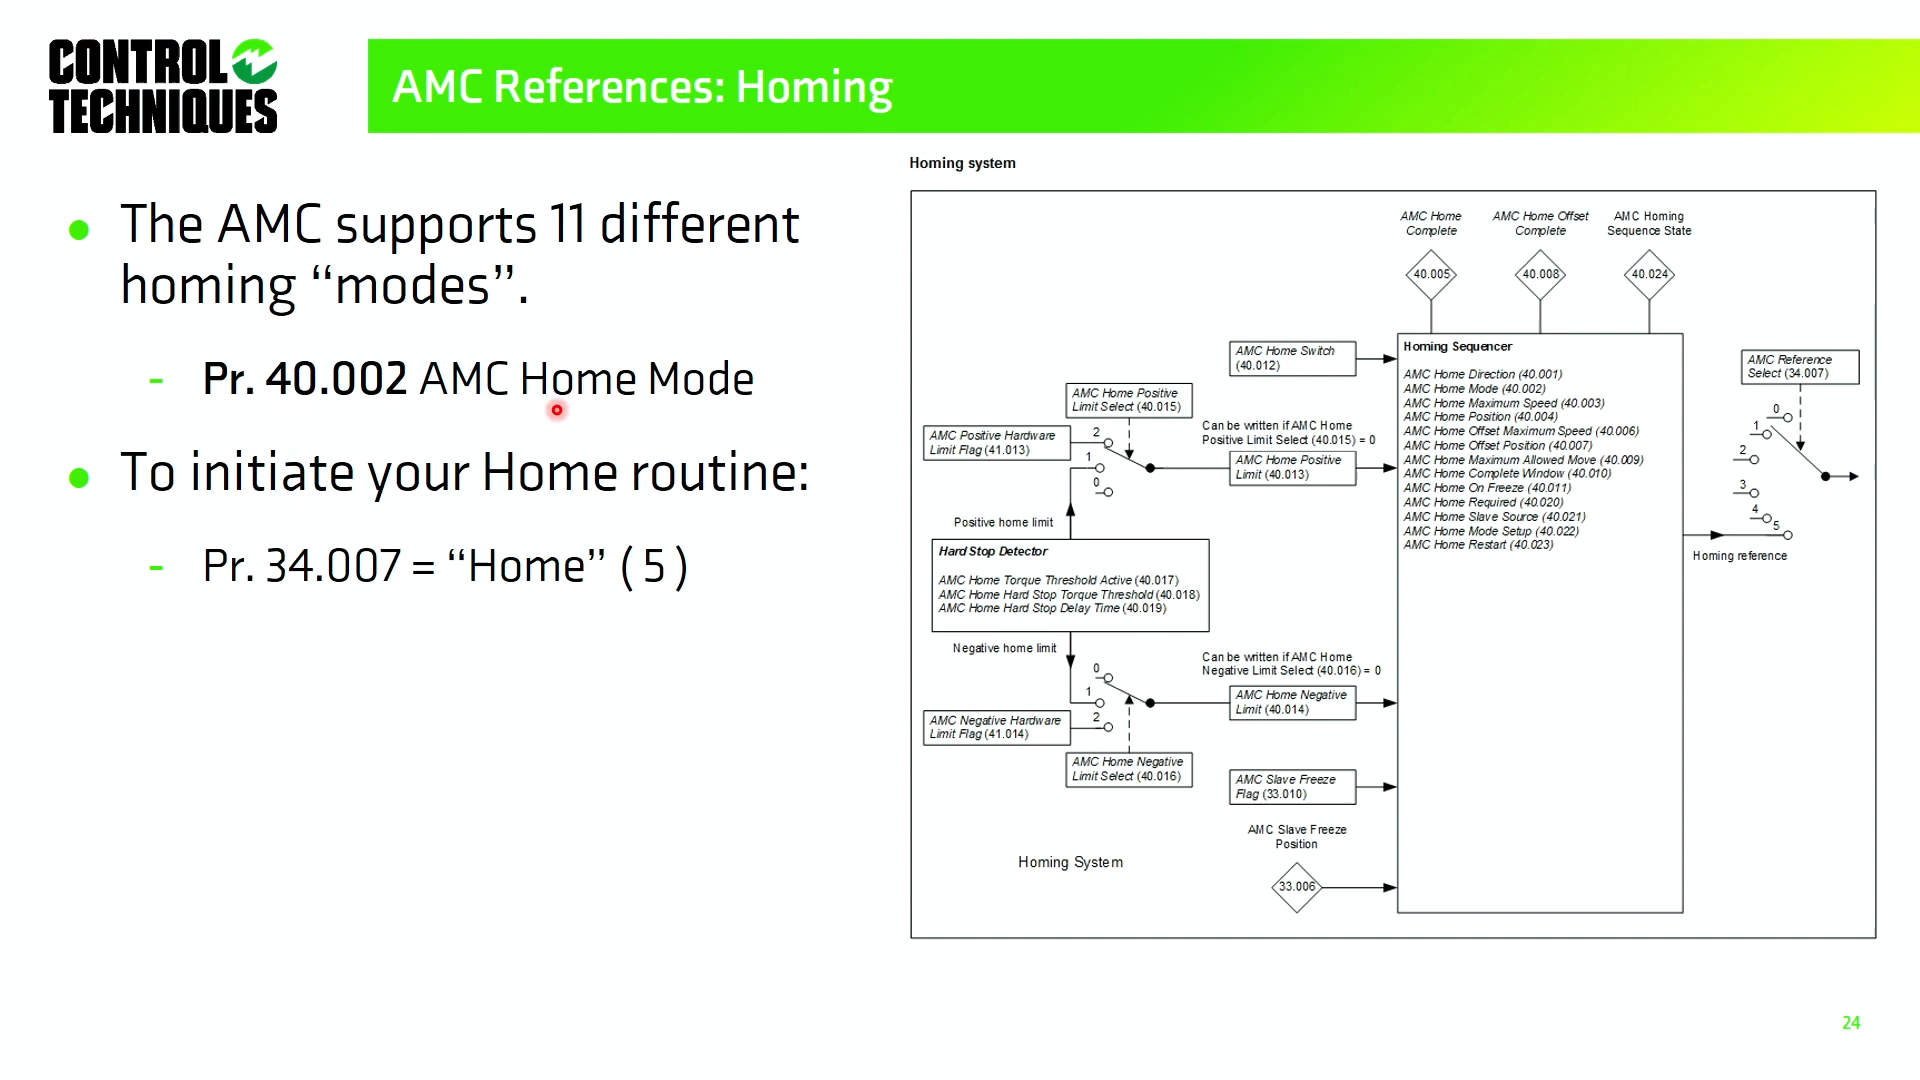 CONTROL
TECHNIQUES
AMC References: Homing
The AMC supports 11 different
homing “modes”.
- Pr. 40.002 AMC Home Mode
To initiate your Home routine:
- Pr. 34.007 = “Home” ( 5 )
Homing system
AMC Home
Complete
AMC Home Offset
Complete
AMC Homing
Sequence State
40.005
40.008
40.024
AMC Home Switch
(40.012)
AMC Home Positive
Limit Select (40.015)
AMC Positive Hardware
Limit Flag (41.013)
2
1
0
Can be written if AMC Home
Positive Limit Select (40.015) = 0
AMC Home Positive
Limit (40.013)
Positive home limit
Hard Stop Detector
AMC Home Torque Threshold Active (40.017)
AMC Home Hard Stop Torque Threshold (40.018)
AMC Home Hard Stop Delay Time (40.019)
Negative home limit
0
1
2
Can be written if AMC Home
Negative Limit Select (40.016) = 0
AMC Home Negative
Limit (40.014)
AMC Negative Hardware
Limit Flag (41.014)
AMC Home Negative
Limit Select (40.016)
AMC Slave Freeze
Flag (33.010)
AMC Slave Freeze
Position
33.006
Homing System
Homing Sequencer
AMC Home Direction (40.001)
AMC Home Mode (40.002)
AMC Home Maximum Speed (40.003)
AMC Home Position (40.004)
AMC Home Offset Maximum Speed (40.006)
AMC Home Offset Position (40.007)
AMC Home Maximum Allowed Move (40.009)
AMC Home Complete Window (40.010)
AMC Home On Freeze (40.011)
AMC Home Required (40.020)
AMC Home Slave Source (40.021)
AMC Home Mode Setup (40.022)
AMC Home Restart (40.023)
AMC Reference
Select (34.007)
0
1
2
3
4
5
Homing reference
24